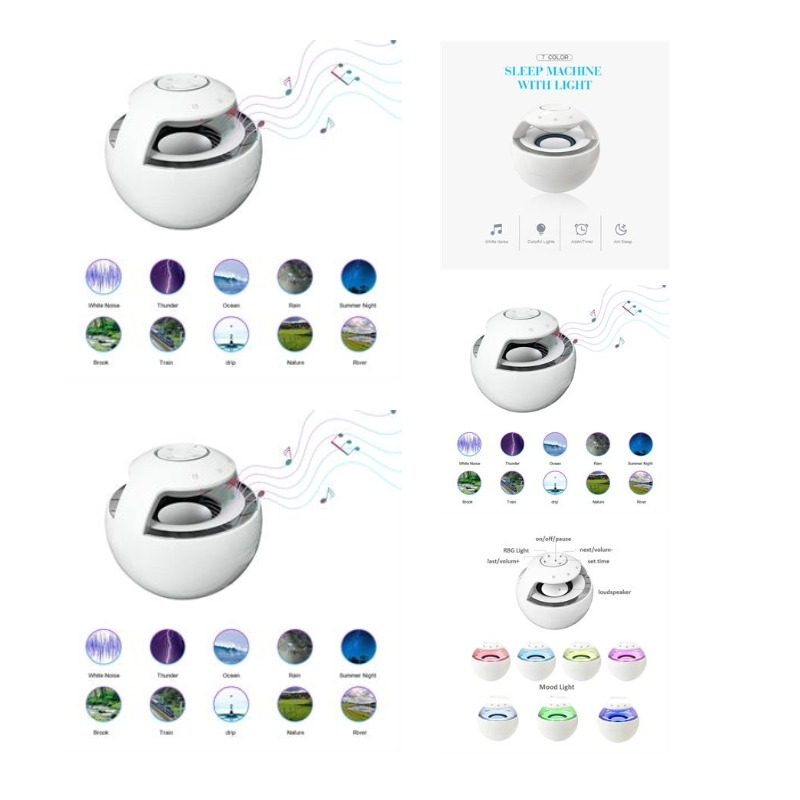 White Noise Thunder Ocean Rain Summer Night
Brook Train drip Nature River
White Noise Thunder Ocean Rain Summer Night
Brook Train drip Nature River
7 COLOR
SLEEP MACHINE
WITH LIGHT
White Noise Colorful Lights Alarm/Timer Aid Sleep
White Noise Thunder Ocean Rain Summer Night
Brook Train drip Nature River
on/off/pause
RBG Light next/volum-
last/volum+ set time
loudspeaker
Mood Light